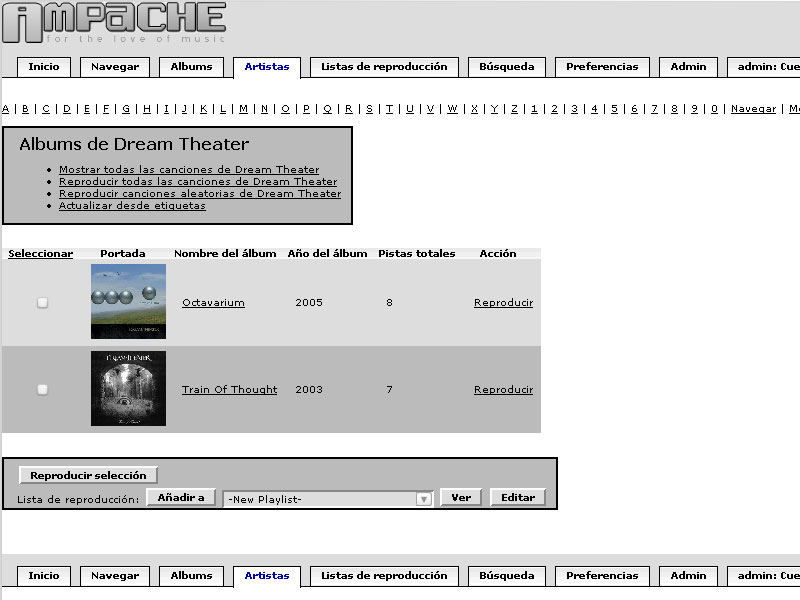 AMPACHE
for the love of music
Inicio Navegar Albums Artistas Listas de reproducción Búsqueda Preferencias Admin admin: Cue
A | B | C | D | E | F | G | H | I | J | K | L | M | N | O | P | Q | R | S | T | U | V | W | X | Y | Z | 1 | 2 | 3 | 4 | 5 | 6 | 7 | 8 | 9 | 0 | Navegar | Mo
Albums de Dream Theater
• Mostrar todas las canciones de Dream Theater
• Reproducir todas las canciones de Dream Theater
• Reproducir canciones aleatorias de Dream Theater
• Actualizar desde etiquetas
Seleccionar Portada Nombre del álbum Año del álbum Pistas totales Acción
Octavarium 2005 8 Reproducir
DREAM THEATER
Train Of Thought 2003 7 Reproducir
Reproducir selección
Lista de reproducción: Añadir a -New Playlist- Ver Editar
Inicio Navegar Albums Artistas Listas de reproducción Búsqueda Preferencias Admin admin: Cue